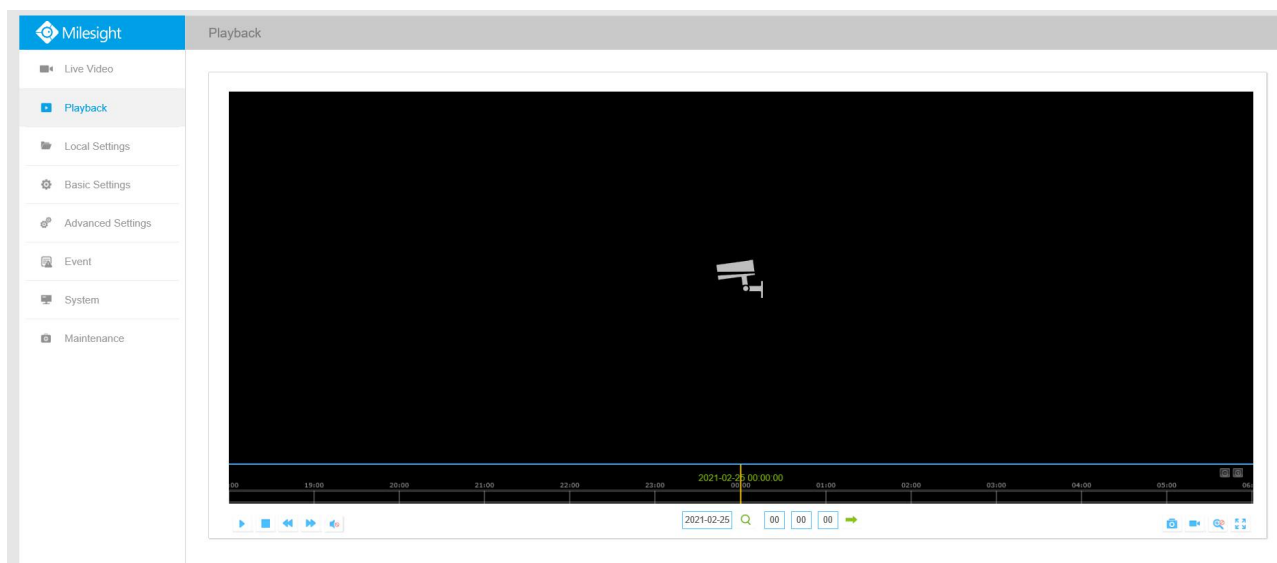 Milesight
Playback
Live Video
Playback
Local Settings
Basic Settings
Advanced Settings
Event
System
Maintenance
2021-02-25 00:00:00
:00 19:00 20:00 21:00 22:00 23:00 00:00 01:00 02:00 03:00 04:00 05:00 06:
2021-02-25 00 00 00